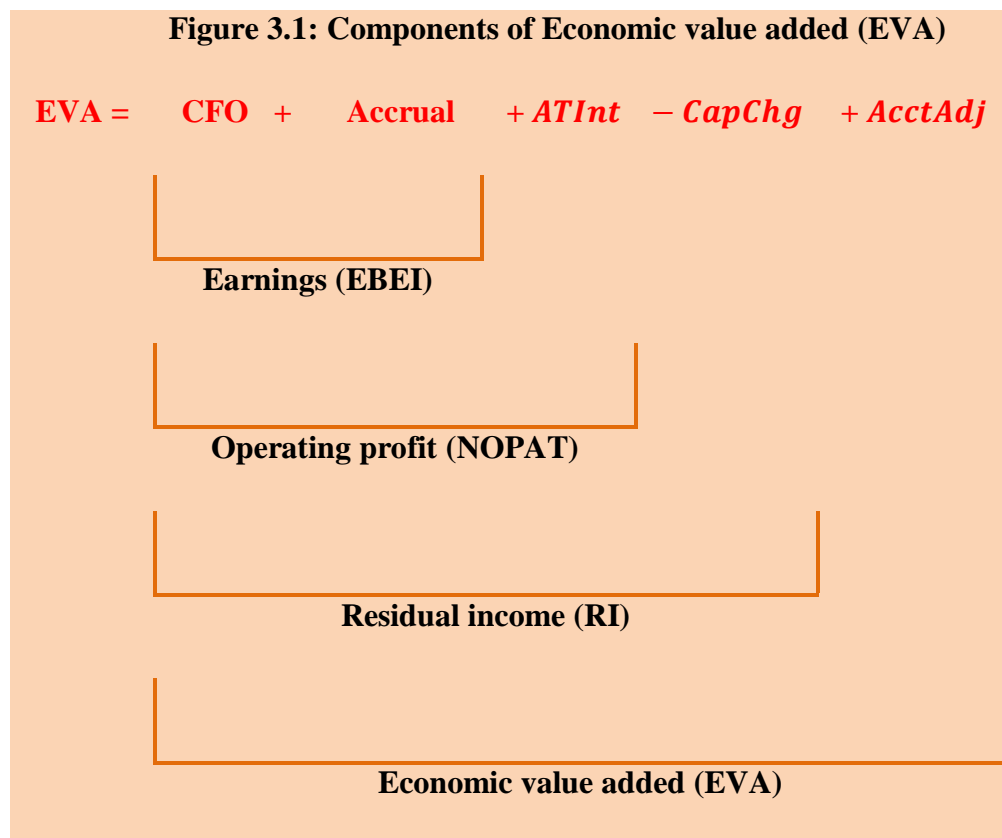 Figure 3.1: Components of Economic value added (EVA)
EVA = CFO + Accrual + ATInt − CapChg + AcctAdj
Earnings (EBEI)
Operating profit (NOPAT)
Residual income (RI)
Economic value added (EVA)